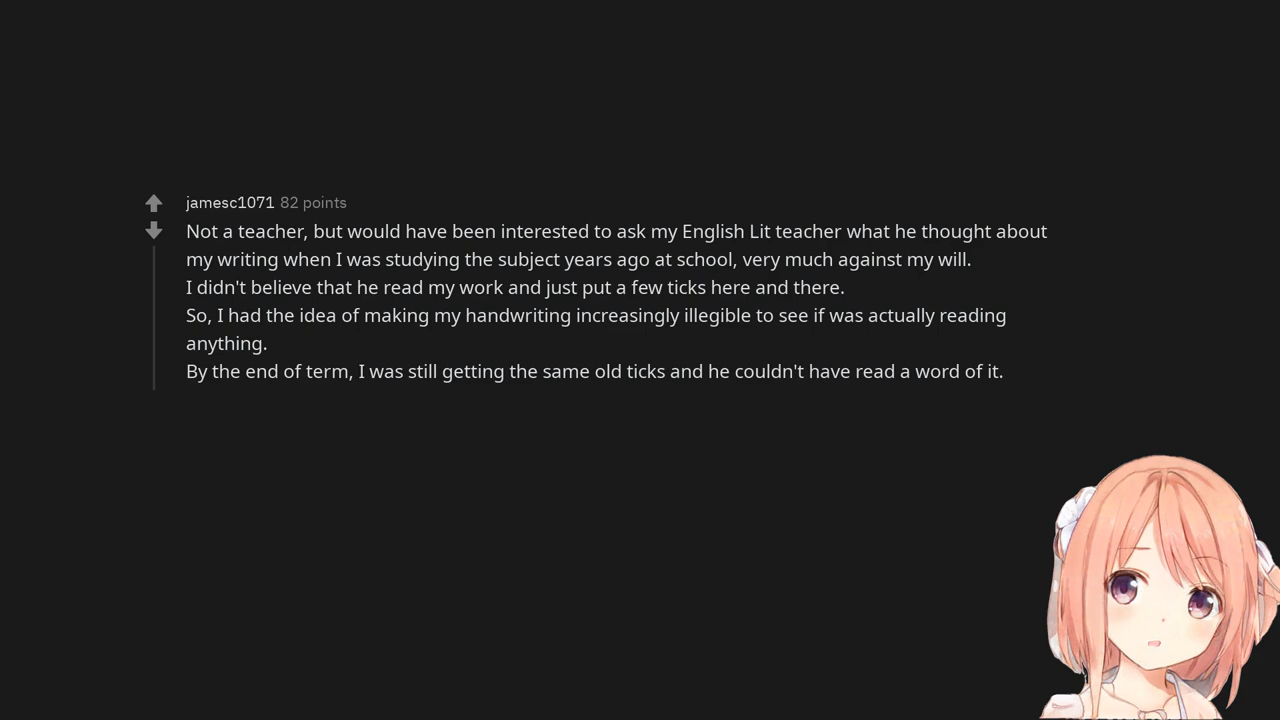 jamesc1071 82 points
Not a teacher, but would have been interested to ask my English Lit teacher what he thought about
my writing when I was studying the subject years ago at school, very much against my will.
I didn't believe that he read my work and just put a few ticks here and there.
So, I had the idea of making my handwriting increasingly illegible to see if was actually reading
anything.
By the end of term, I was still getting the same old ticks and he couldn't have read a word of it.